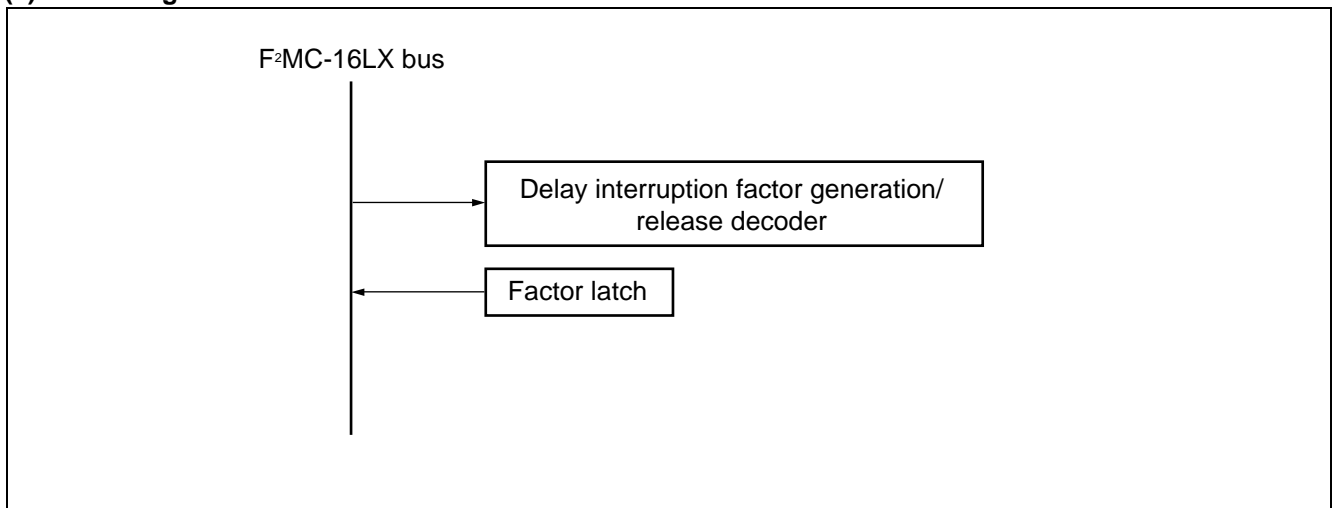 F²MC-16LX bus
Delay interruption factor generation/
release decoder
Factor latch